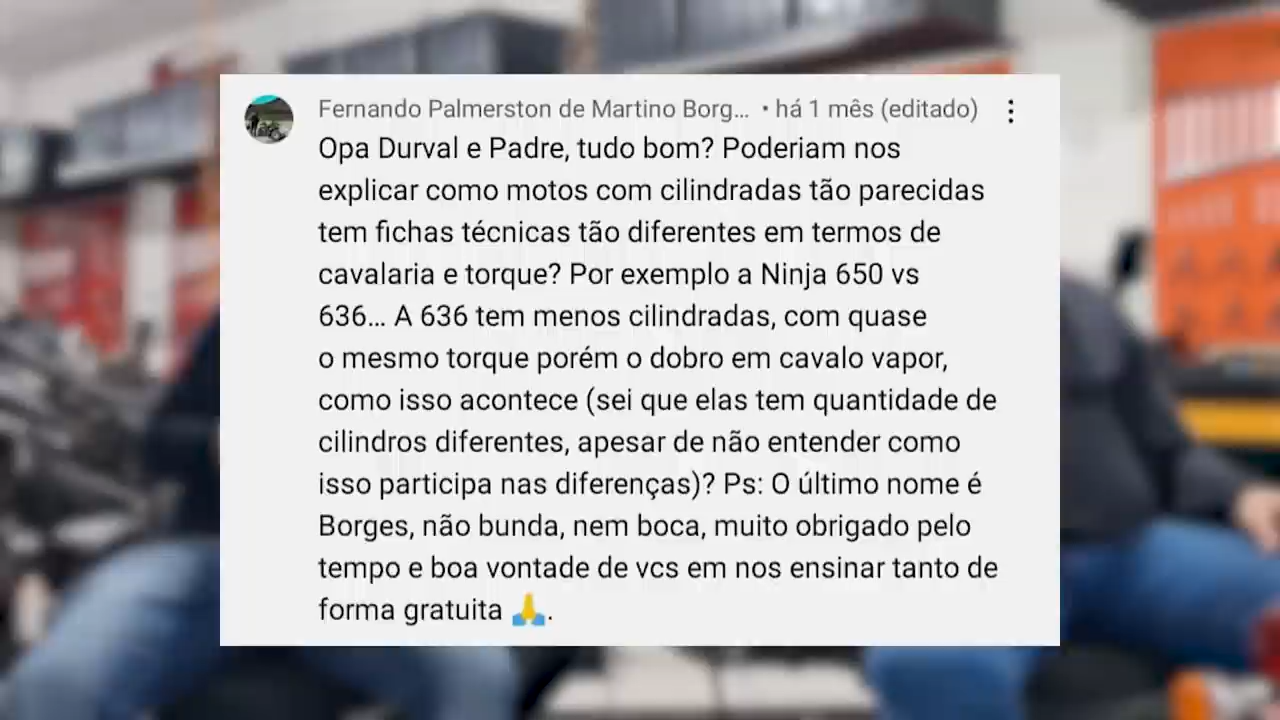 Fernando Palmerston de Martino Borg... • há 1 mês (editado)
Opa Durval e Padre, tudo bom? Poderiam nos
explicar como motos com cilindradas tão parecidas
tem fichas técnicas tão diferentes em termos de
cavalaria e torque? Por exemplo a Ninja 650 vs
636... A 636 tem menos cilindradas, com quase
o mesmo torque porém o dobro em cavalo vapor,
como isso acontece (sei que elas tem quantidade de
cilindros diferentes, apesar de não entender como
isso participa nas diferenças)? Ps: O último nome é
Borges, não bunda, nem boca, muito obrigado pelo
tempo e boa vontade de vcs em nos ensinar tanto de
forma gratuita 🙏.